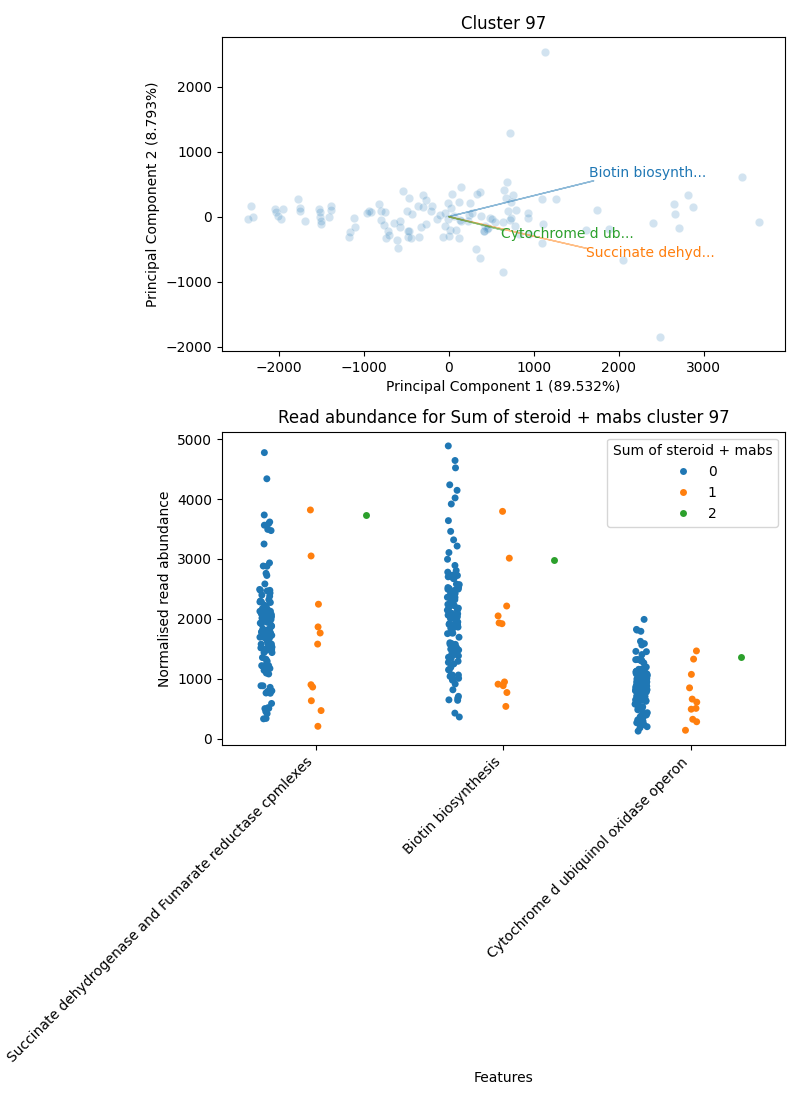 Cluster 97
Principal Component 2 (8.793%)
2000
1000
0
−1000
−2000
Biotin biosynth...
Cytochrome d ub...
Succinate dehyd...
−2000
−1000
0
1000
2000
3000
Principal Component 1 (89.532%)
Read abundance for Sum of steroid + mabs cluster 97
Normalised read abundance
5000
4000
3000
2000
1000
0
Sum of steroid + mabs
0
1
2
Succinate dehydrogenase and Fumarate reductase cpmlexes
Biotin biosynthesis
Cytochrome d ubiquinol oxidase operon
Features